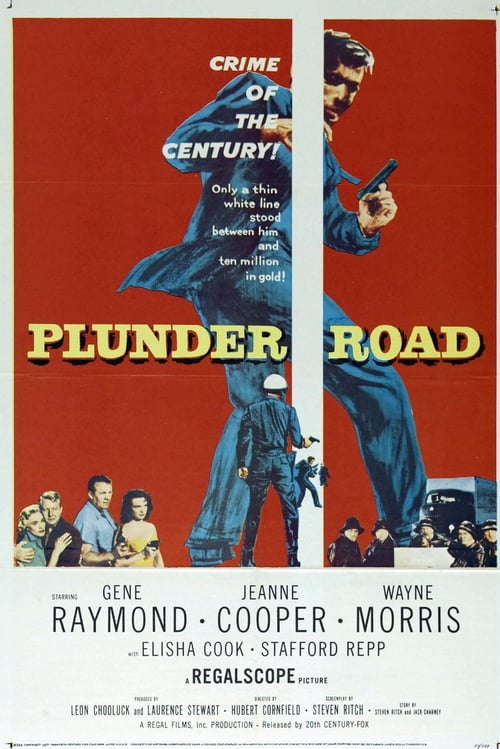 CRIME
OF
THE
CENTURY!
Only a thin
white line
stood
between him
and
ten million
in gold!
PLUNDER ROAD
STARRING GENE RAYMOND · JEANNE COOPER · WAYNE MORRIS
with ELISHA COOK · STAFFORD REPP
A REGALSCOPE PICTURE
PRODUCED BY DIRECTED BY SCREENPLAY BY STORY BY
LEON CHOOLUCK and LAURENCE STEWART · HUBERT CORNFIELD · STEVEN RITCH · STEVEN RITCH and JACK CHARNEY
A REGAL FILMS, INC. PRODUCTION - Released by 20th CENTURY-FOX